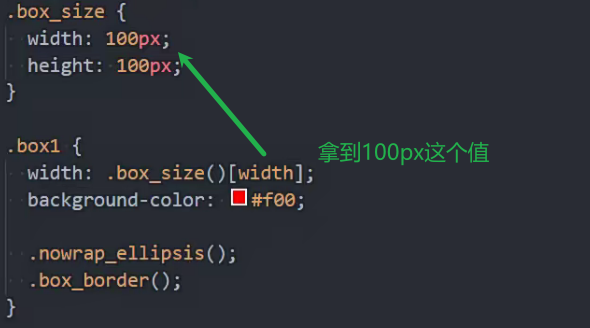 .box_size {
width: 100px;
height: 100px;
}
.box1 {
width: .box_size()[width];
拿到100px这个值
background-color: #f00;
.nowrap_ellipsis();
.box_border();
}